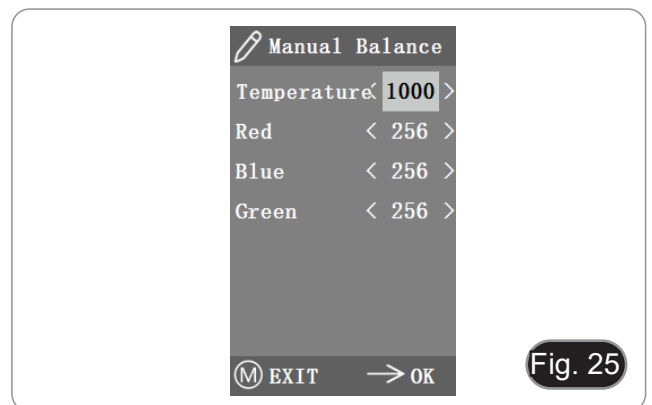 Manual Balance
Temperature< 1000 >
Red < 256 >
Blue < 256 >
Green < 256 >
M EXIT → OK
Fig. 25